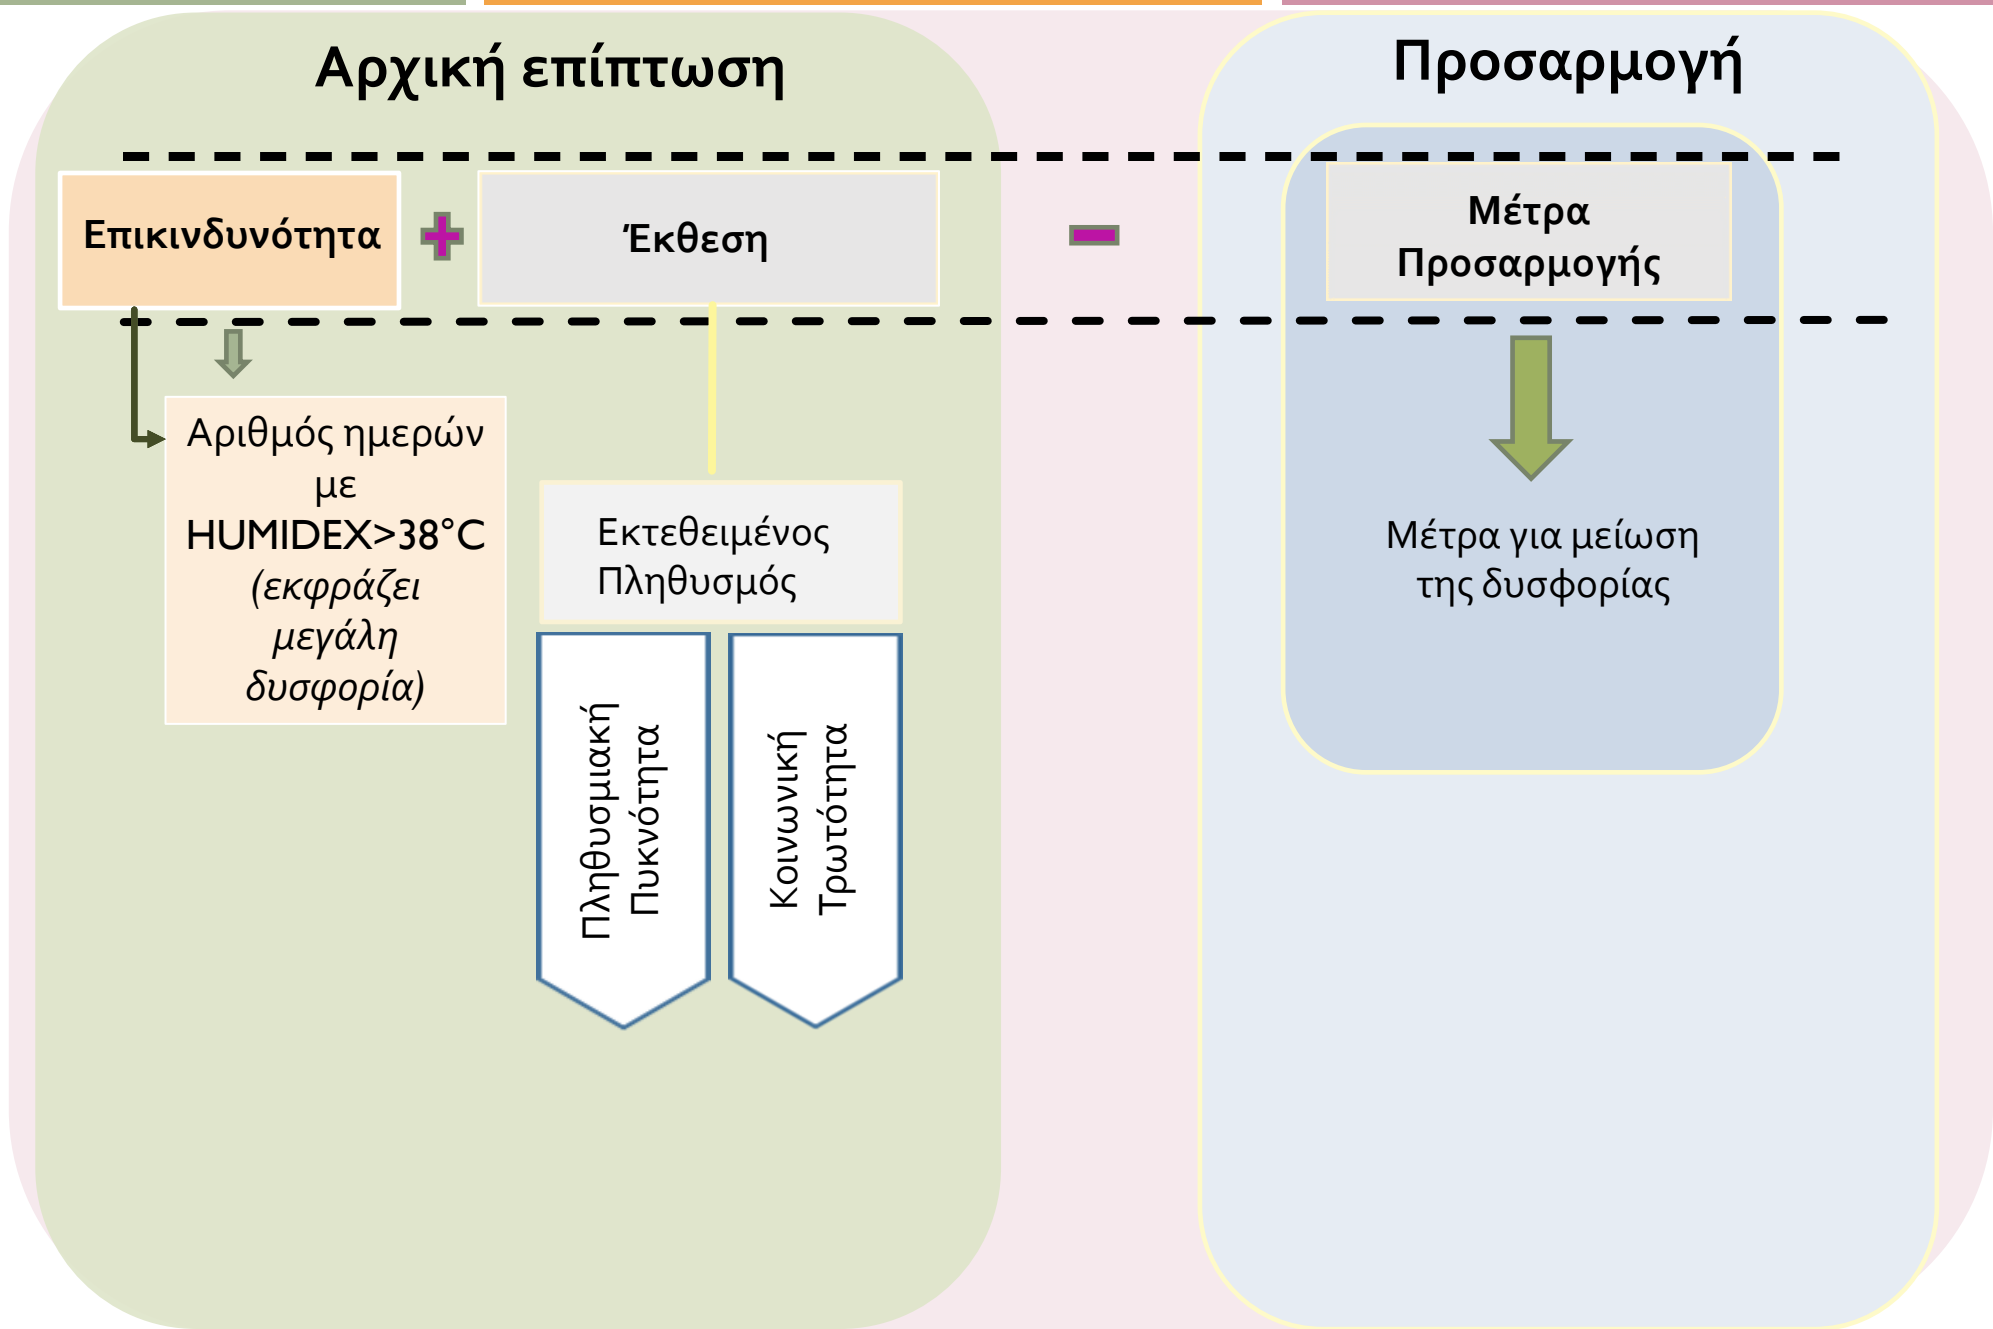 Αρχική επίπτωση
Προσαρμογή
Επικινδυνότητα
Έκθεση
Μέτρα
Προσαρμογής
Αριθμός ημερών
με
HUMIDEX>38°C
(εκφράζει
μεγάλη
δυσφορία)
Εκτεθειμένος
Πληθυσμός
Πληθυσμιακή
Πυκνότητα
Κοινωνική
Τρωτότητα
Μέτρα για μείωση
της δυσφορίας